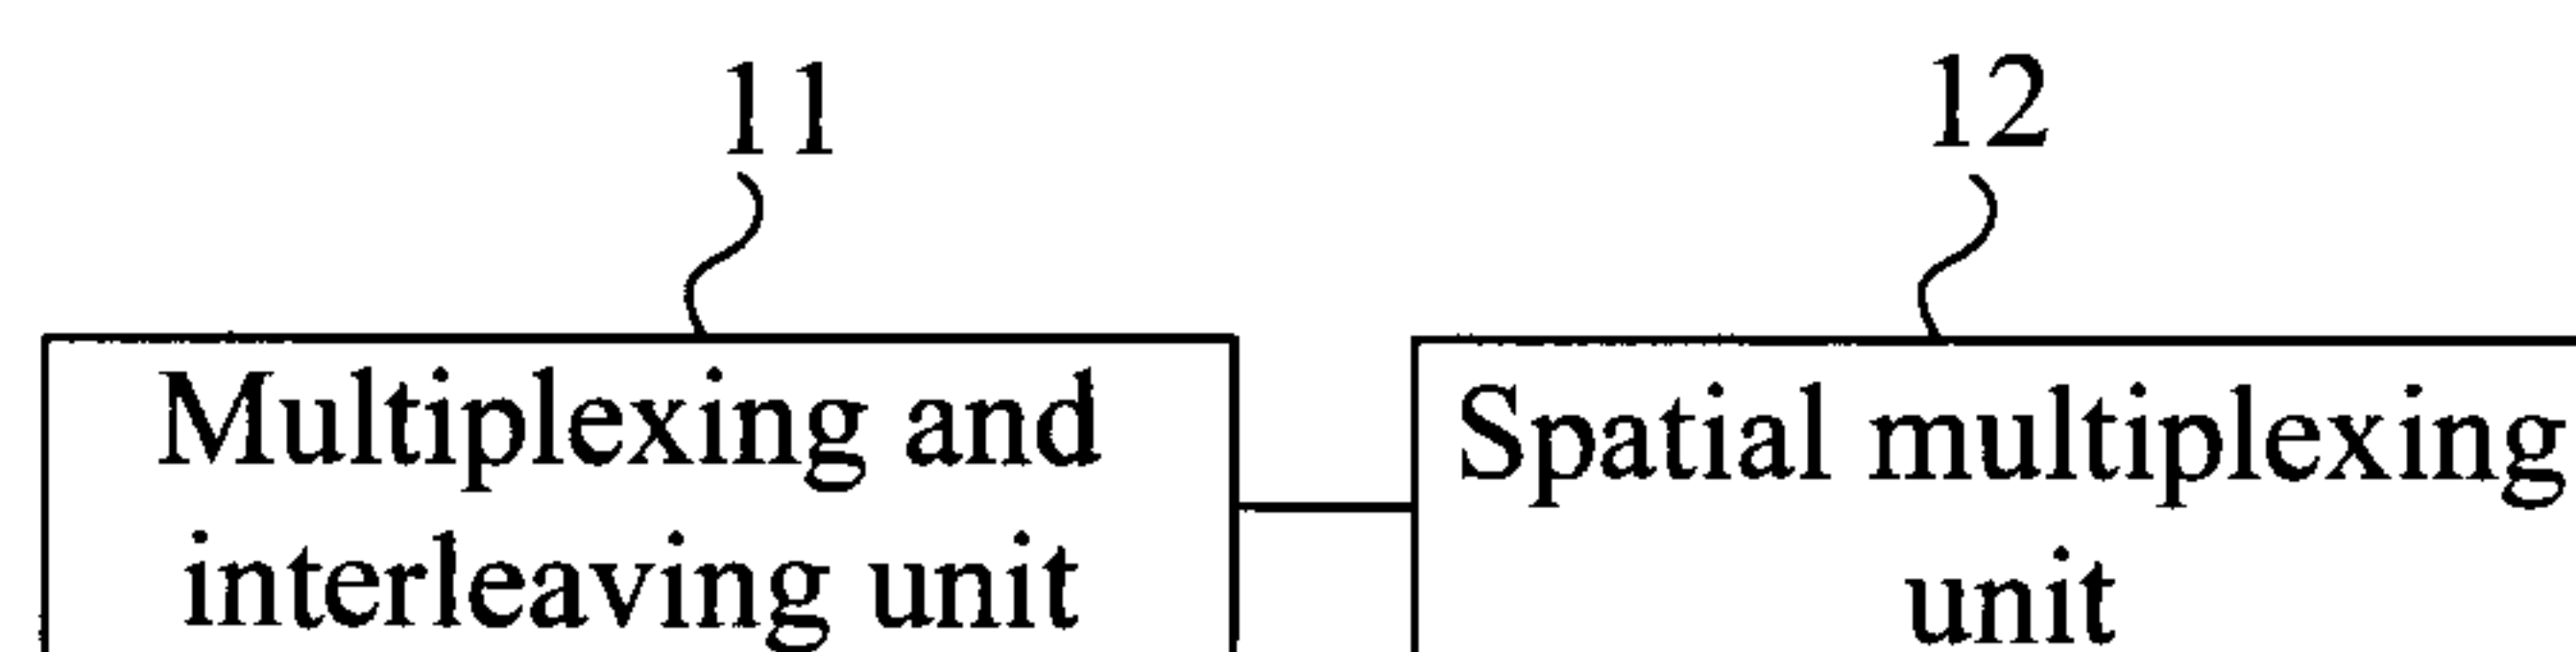 11
12
Multiplexing and
interleaving unit
Spatial multiplexing
unit